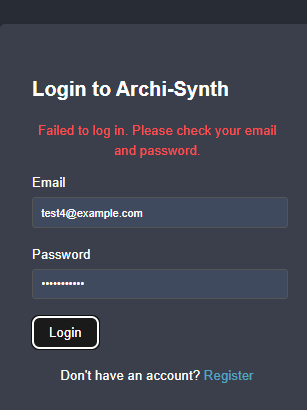 Login to Archi-Synth
Failed to log in. Please check your email
and password.
Email
test4@example.com
Password
•••••••••••
Login
Don't have an account? Register